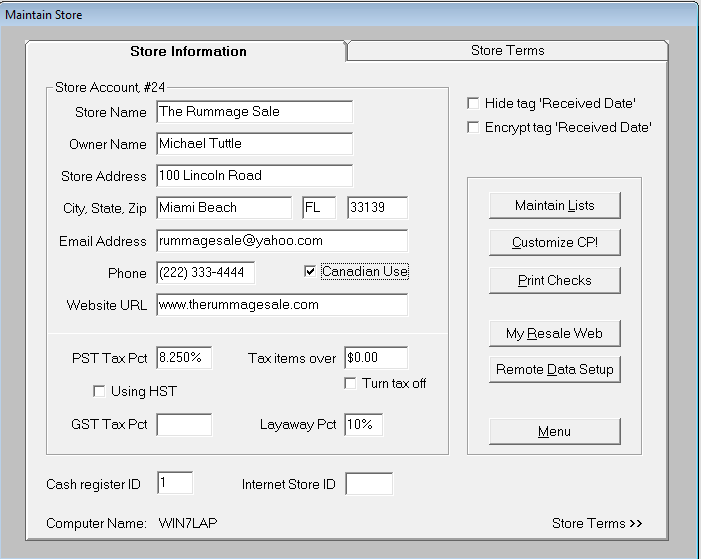 Maintain Store
Store Information
Store Terms
Store Account, #24
Store Name The Rummage Sale
Hide tag 'Received Date'
Encrypt tag 'Received Date'
Owner Name Michael Tuttle
Store Address 100 Lincoln Road
City, State, Zip Miami Beach FL 33139
Email Address rummagesale@yahoo.com
Phone (222) 333-4444 Canadian Use
Website URL www.therummagesale.com
PST Tax Pct 8.250% Tax items over $0.00
Using HST Turn tax off
GST Tax Pct Layaway Pct 10%
Maintain Lists
Customize CP!
Print Checks
My Resale Web
Remote Data Setup
Menu
Cash register ID 1 Internet Store ID
Computer Name: WIN7LAP
Store Terms >>